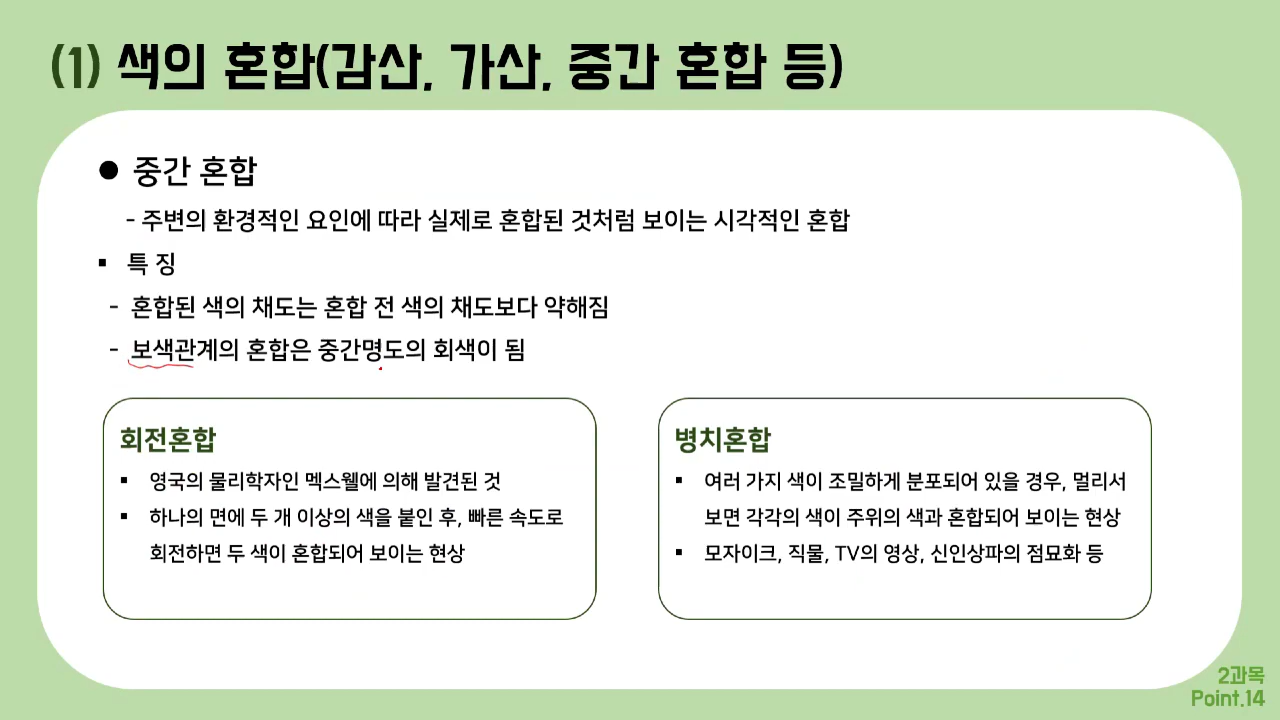 (1) 색의 혼합(감산, 가산, 중간 혼합 등)
● 중간 혼합
- 주변의 환경적인 요인에 따라 실제로 혼합된 것처럼 보이는 시각적인 혼합
▪ 특 징
- 혼합된 색의 채도는 혼합 전 색의 채도보다 약해짐
- 보색관계의 혼합은 중간명도의 회색이 됨
회전혼합
▪ 영국의 물리학자인 멕스웰에 의해 발견된 것
▪ 하나의 면에 두 개 이상의 색을 붙인 후, 빠른 속도로
회전하면 두 색이 혼합되어 보이는 현상
병치혼합
▪ 여러 가지 색이 조밀하게 분포되어 있을 경우, 멀리서
보면 각각의 색이 주위의 색과 혼합되어 보이는 현상
▪ 모자이크, 직물, TV의 영상, 신인상파의 점묘화 등
2과목
Point.14